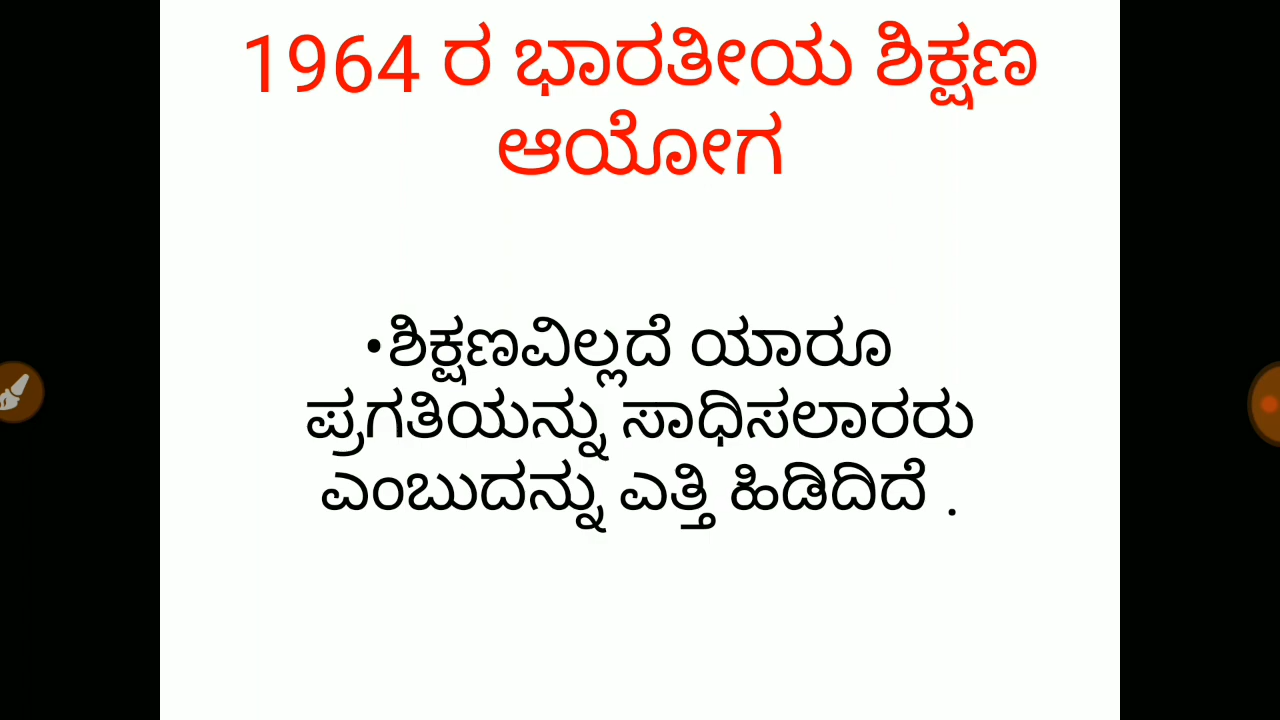 1964 ರ ಭಾರತೀಯ ಶಿಕ್ಷಣ
ಆಯೋಗ
•ಶಿಕ್ಷಣವಿಲ್ಲದೆ ಯಾರೂ
ಪ್ರಗತಿಯನ್ನು ಸಾಧಿಸಲಾರರು
ಎಂಬುದನ್ನು ಎತ್ತಿ ಹಿಡಿದಿದೆ .